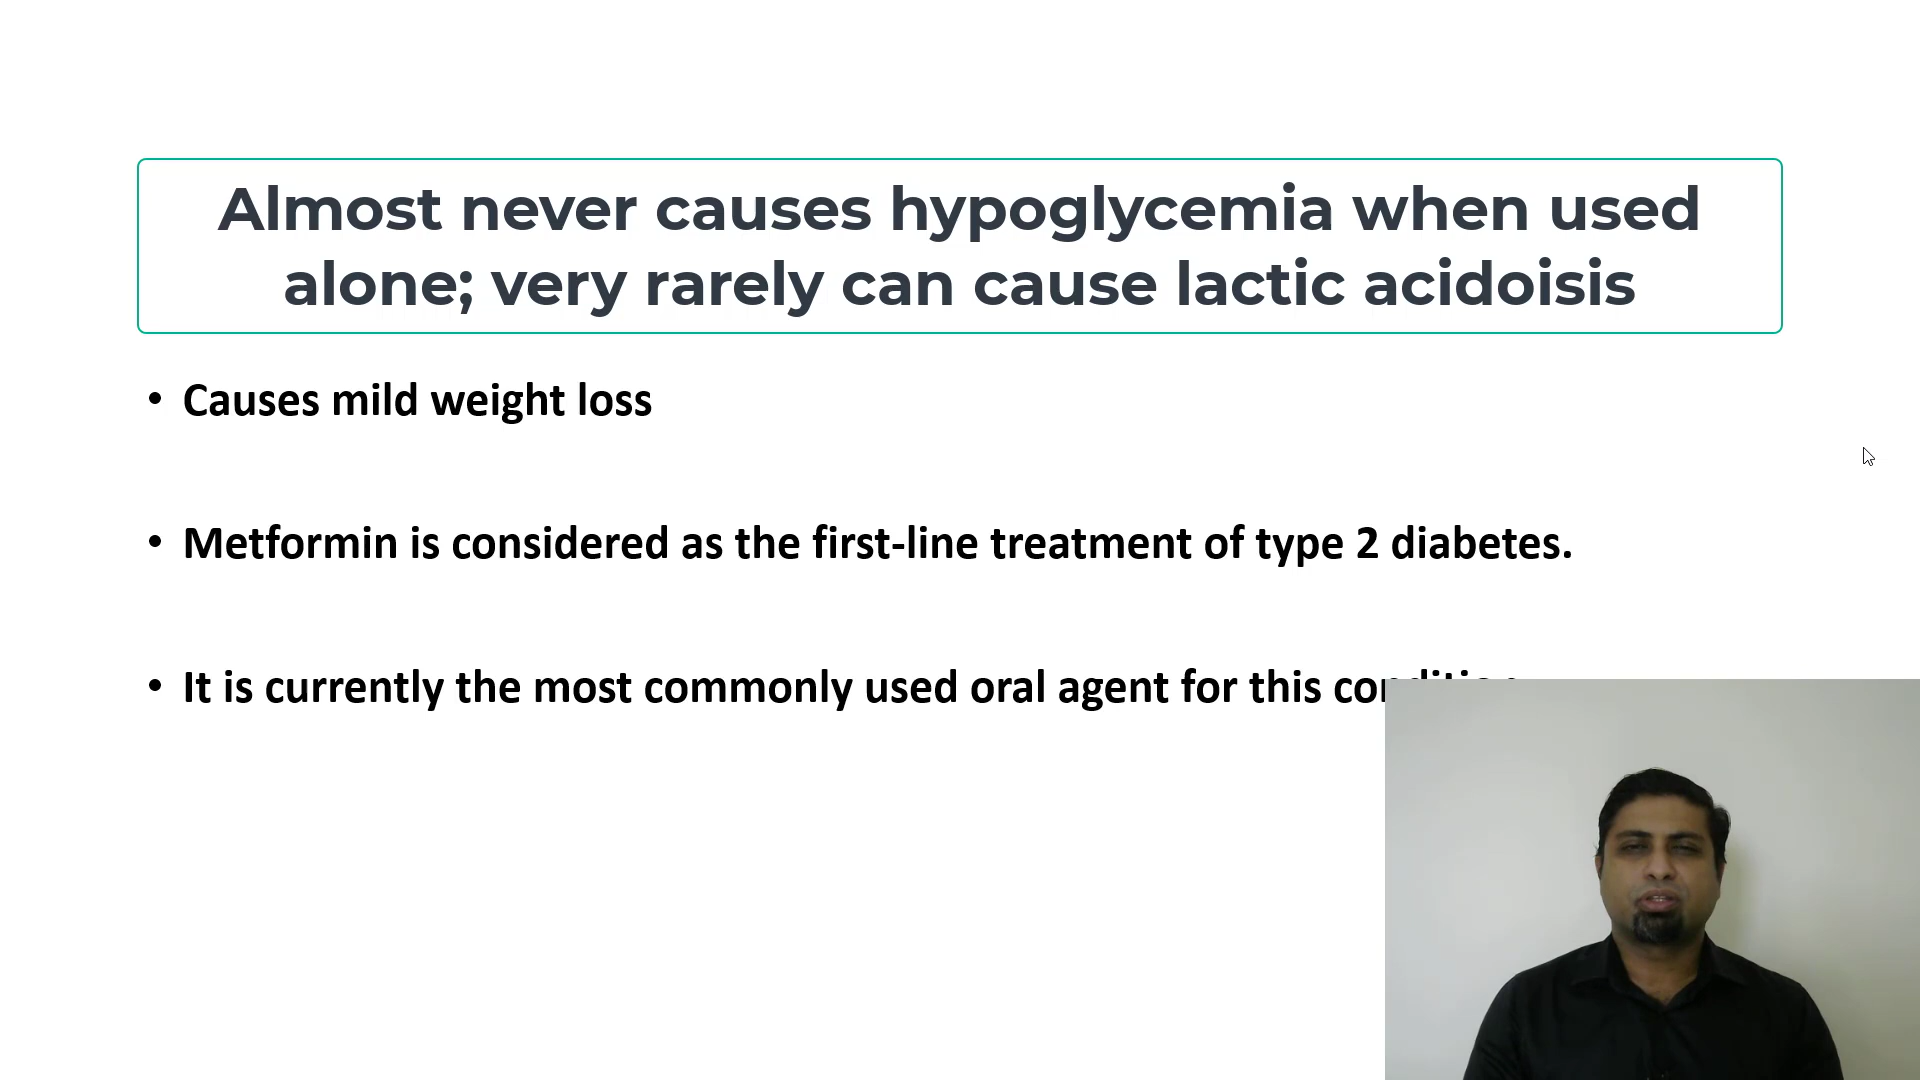 Almost never causes hypoglycemia when used
alone; very rarely can cause lactic acidoisis
• Causes mild weight loss
• Metformin is considered as the first-line treatment of type 2 diabetes.
• It is currently the most commonly used oral agent for this condition